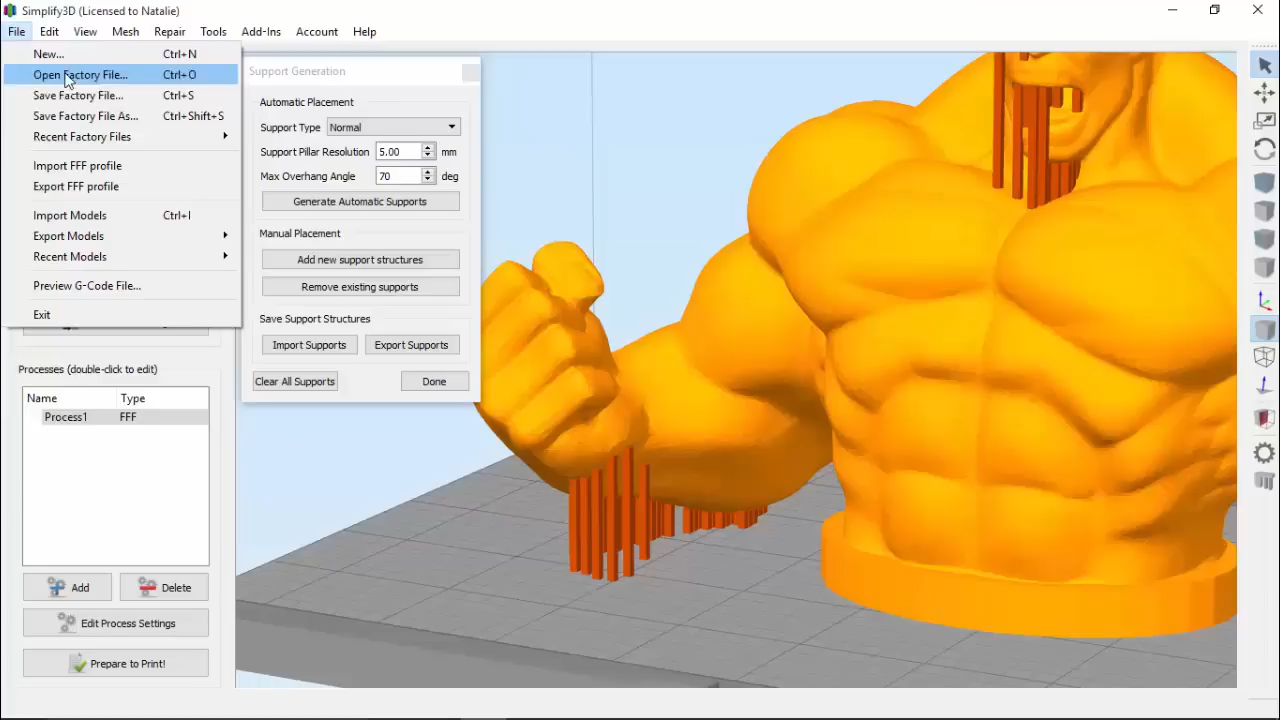 Simplify3D (Licensed to Natalie)
File Edit View Mesh Repair Tools Add-Ins Account Help
New... Ctrl+N
Open Factory File... Ctrl+O
Save Factory File... Ctrl+S
Save Factory File As... Ctrl+Shift+S
Recent Factory Files
Import FFF profile
Export FFF profile
Import Models Ctrl+I
Export Models
Recent Models
Preview G-Code File...
Exit
Support Generation
Automatic Placement
Support Type Normal
Support Pillar Resolution 5.00 mm
Max Overhang Angle 70 deg
Generate Automatic Supports
Manual Placement
Add new support structures
Remove existing supports
Save Support Structures
Import Supports Export Supports
Clear All Supports Done
Processes (double-click to edit)
Name Type
Process1 FFF
Add Delete
Edit Process Settings
Prepare to Print!